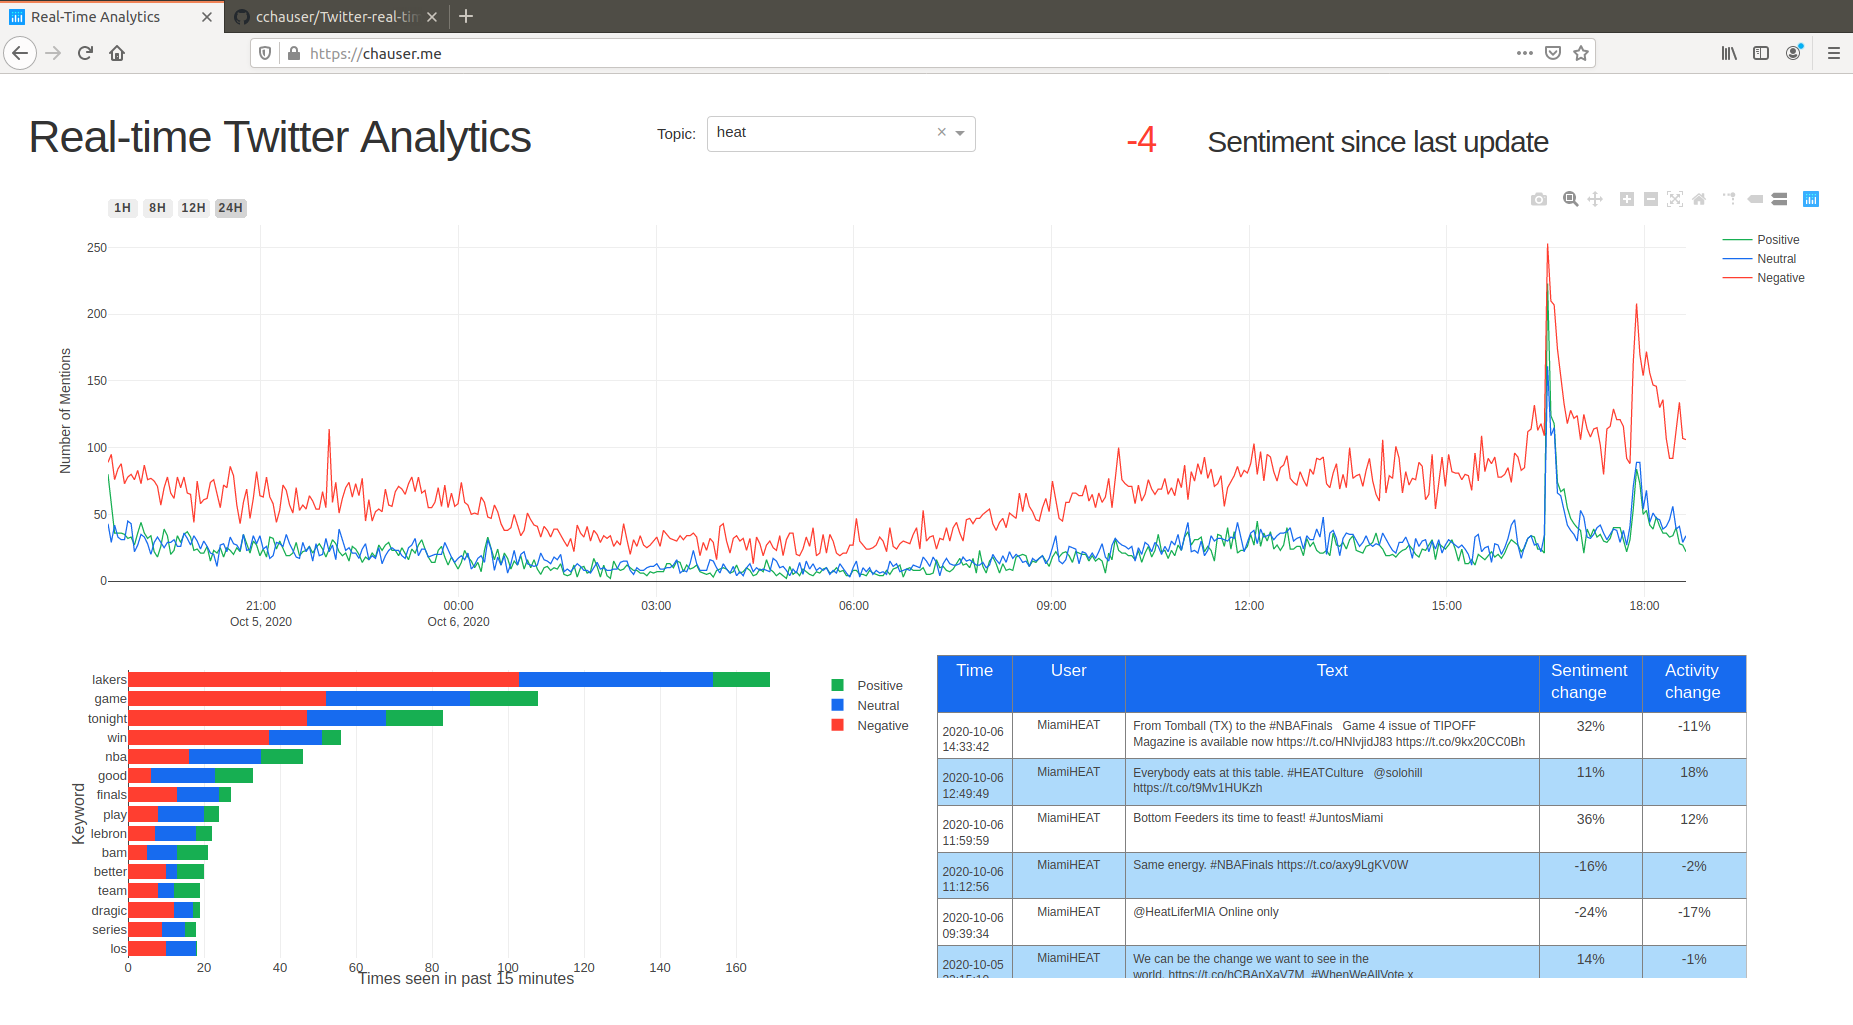 Real-Time Analytics
cchauser/Twitter-real-tim
https://chauser.me
Real-time Twitter Analytics
Topic:
heat
-4
Sentiment since last update
1H 8H 12H 24H
Positive
Neutral
Negative
Number of Mentions
250
200
150
100
50
0
21:00
Oct 5, 2020
00:00
Oct 6, 2020
03:00
06:00
09:00
12:00
15:00
18:00
Keyword
lakers
game
tonight
win
nba
good
finals
play
lebron
bam
better
team
dragic
series
los
0 20 40 60 80 100 120 140 160
Times seen in past 15 minutes
Positive
Neutral
Negative
Time User Text Sentiment change Activity change
2020-10-06 14:33:42 MiamiHEAT From Tomball (TX) to the #NBAFinals Game 4 issue of TIPOFF
Magazine is available now https://t.co/HNlvjidJ83 https://t.co/9kx20CC0Bh 32% -11%
2020-10-06 12:49:49 MiamiHEAT Everybody eats at this table. #HEATCulture @solohill
https://t.co/t9Mv1HUKzh 11% 18%
2020-10-06 11:59:59 MiamiHEAT Bottom Feeders its time to feast! #JuntosMiami 36% 12%
2020-10-06 11:12:56 MiamiHEAT Same energy. #NBAFinals https://t.co/axy9LgKV0W -16% -2%
2020-10-06 09:39:34 MiamiHEAT @HeatLiferMIA Online only -24% -17%
2020-10-05 MiamiHEAT We can be the change we want to see in the
world. https://t.co/hCBAnXaV7M #WhenWeAllVote x 14% -1%